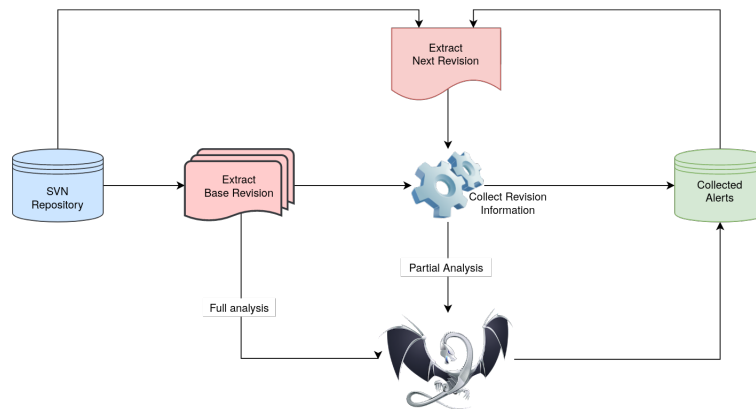 Extract
Next Revision
SVN
Repository
Extract
Base Revision
Collect Revision
Information
Collected
Alerts
Partial Analysis
Full analysis